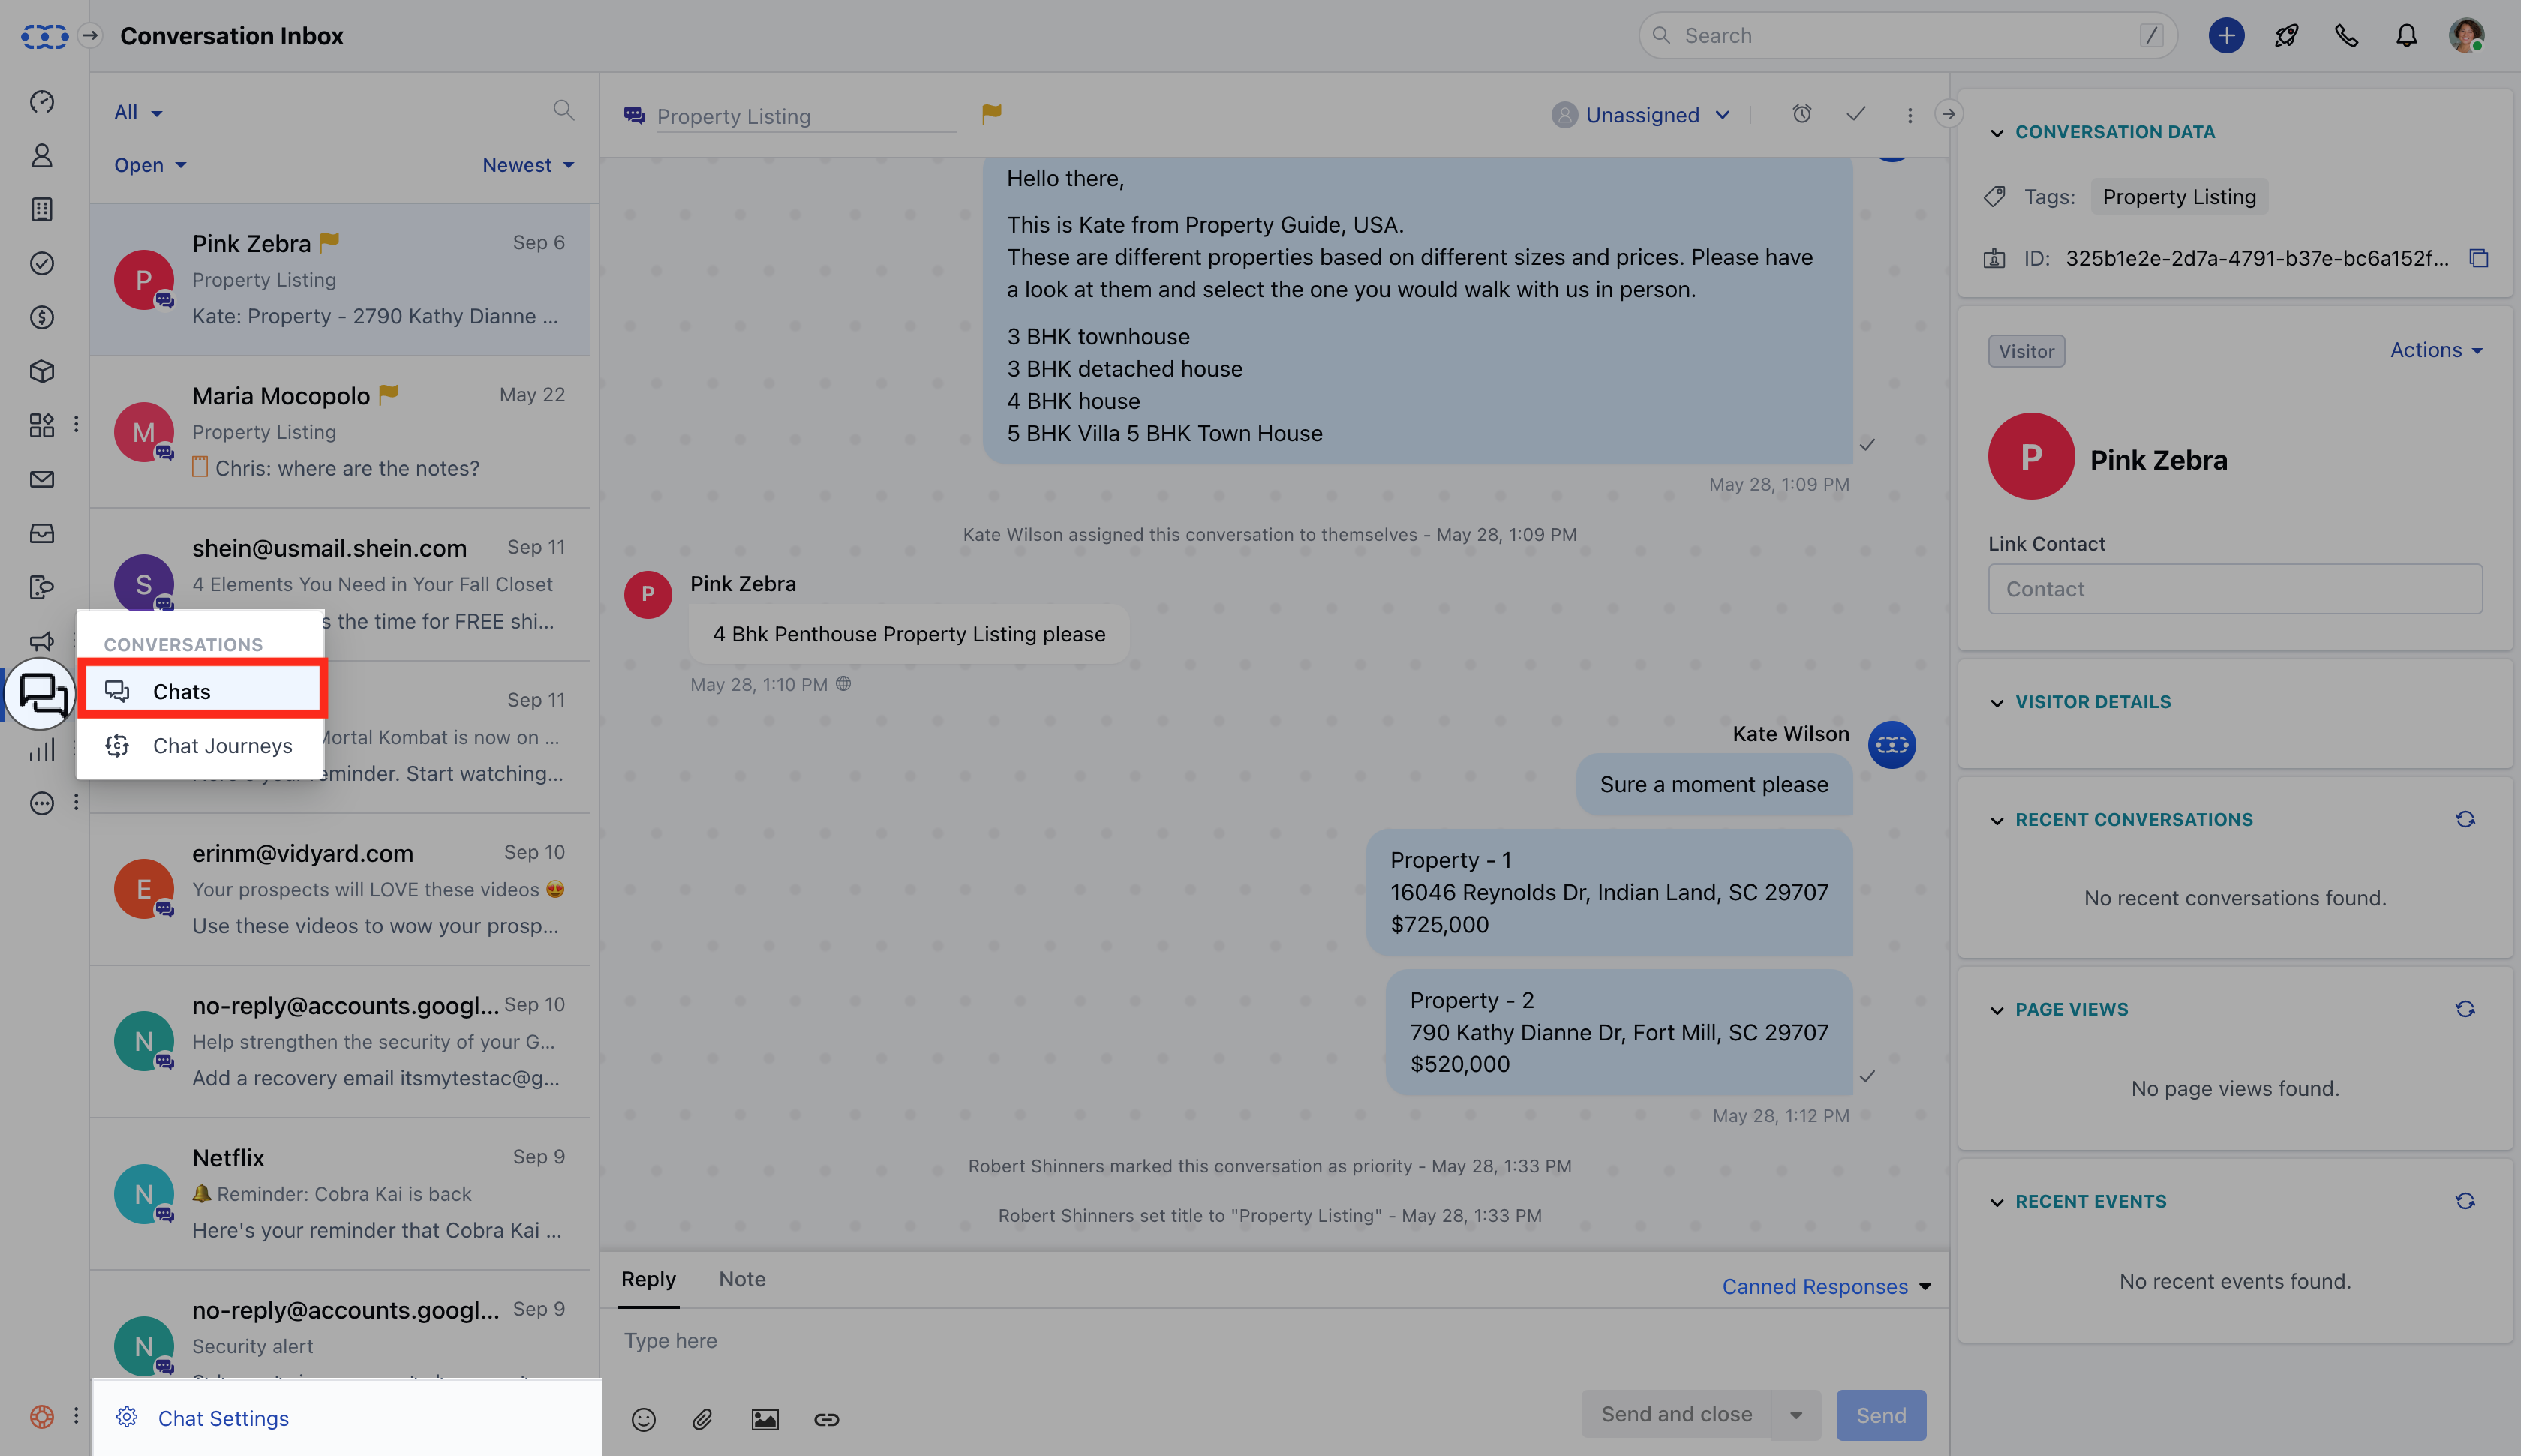 Conversation Inbox
Search
/
All
Open
Newest
Pink Zebra
Sep 6
Property Listing
Kate: Property - 2790 Kathy Dianne ...
P
Maria Mocopolo
May 22
Property Listing
Chris: where are the notes?
M
shein@usmail.shein.com
Sep 11
4 Elements You Need in Your Fall Closet
s the time for FREE shi...
S
CONVERSATIONS
Chats
Chat Journeys
Sep 11
Mortal Kombat is now on ...
Here's your reminder. Start watching...
erinm@vidyard.com
Sep 10
Your prospects will LOVE these videos 😍
Use these videos to wow your prosp...
E
no-reply@accounts.googl...
Sep 10
Help strengthen the security of your G...
Add a recovery email itsmytestac@g...
N
Netflix
Sep 9
🔔 Reminder: Cobra Kai is back
Here's your reminder that Cobra Kai ...
N
no-reply@accounts.googl...
Sep 9
Security alert
N
Chat Settings
Property Listing
Unassigned
Hello there,
This is Kate from Property Guide, USA.
These are different properties based on different sizes and prices. Please have
a look at them and select the one you would walk with us in person.
3 BHK townhouse
3 BHK detached house
4 BHK house
5 BHK Villa 5 BHK Town House
May 28, 1:09 PM
Kate Wilson assigned this conversation to themselves - May 28, 1:09 PM
P
Pink Zebra
4 Bhk Penthouse Property Listing please
May 28, 1:10 PM
Kate Wilson
Sure a moment please
Property - 1
16046 Reynolds Dr, Indian Land, SC 29707
$725,000
Property - 2
790 Kathy Dianne Dr, Fort Mill, SC 29707
$520,000
May 28, 1:12 PM
Robert Shinners marked this conversation as priority - May 28, 1:33 PM
Robert Shinners set title to "Property Listing" - May 28, 1:33 PM
Reply
Note
Canned Responses
Type here
Send and close
Send
CONVERSATION DATA
Tags:
Property Listing
ID:
325b1e2e-2d7a-4791-b37e-bc6a152f...
Visitor
Actions
P
Pink Zebra
Link Contact
Contact
VISITOR DETAILS
RECENT CONVERSATIONS
No recent conversations found.
PAGE VIEWS
No page views found.
RECENT EVENTS
No recent events found.